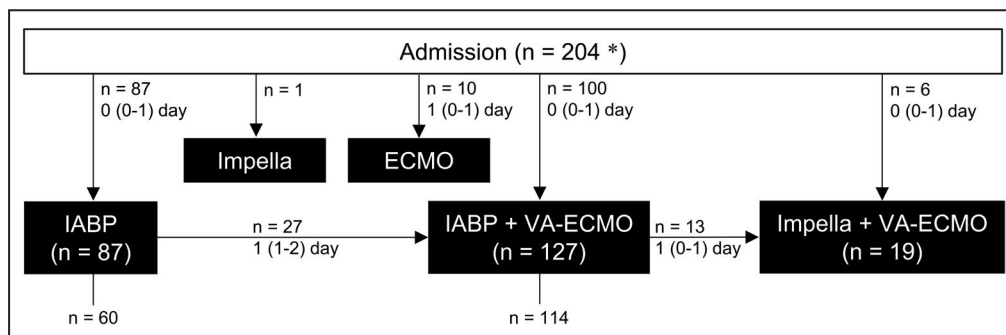 Admission (n = 204 *)
n = 87
0 (0-1) day
n = 1
n = 10
1 (0-1) day
n = 100
0 (0-1) day
n = 6
0 (0-1) day
Impella
ECMO
IABP
(n = 87)
n = 27
1 (1-2) day
IABP + VA-ECMO
(n = 127)
n = 13
1 (0-1) day
Impella + VA-ECMO
(n = 19)
n = 60
n = 114